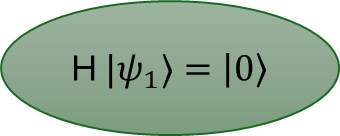 H |ψ₁⟩ = |0⟩